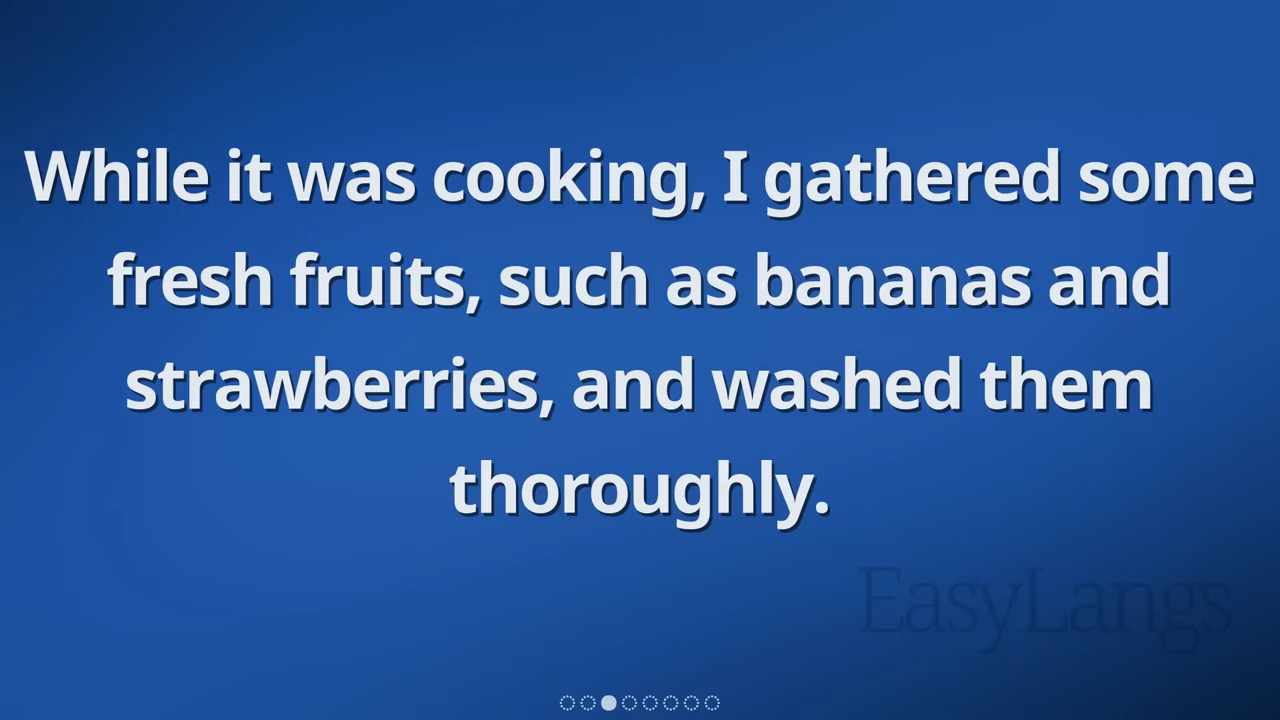 While it was cooking, I gathered some
fresh fruits, such as bananas and
strawberries, and washed them
thoroughly.
EasyLangs